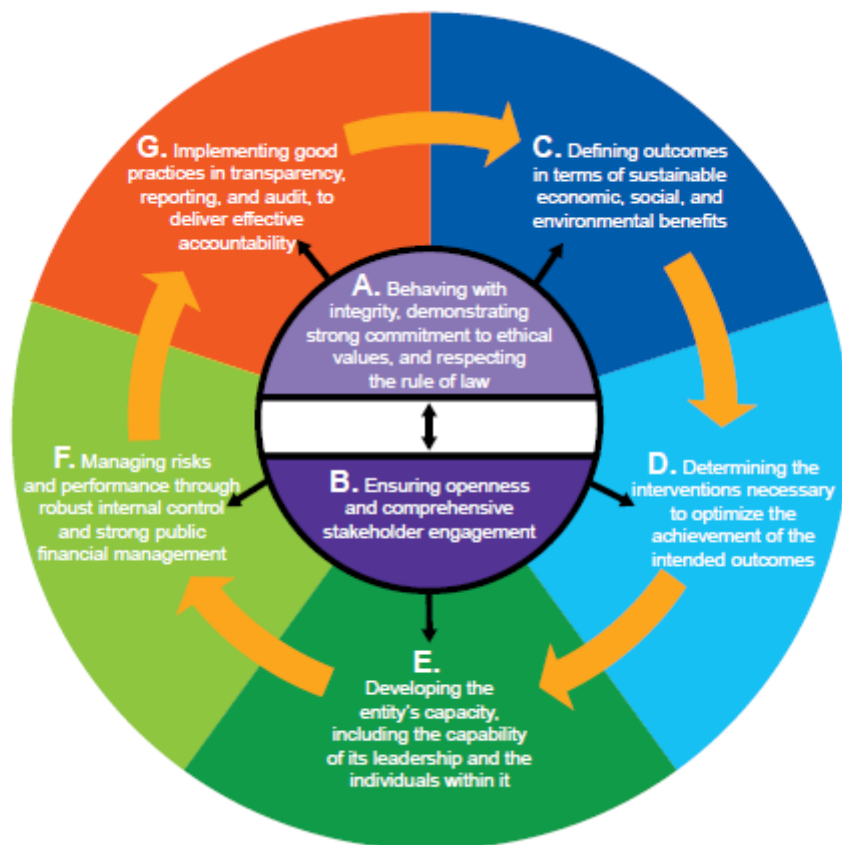 G. Implementing good
practices in transparency,
reporting, and audit, to
deliver effective
accountability
C. Defining outcomes
in terms of sustainable
economic, social, and
environmental benefits
A. Behaving with
integrity, demonstrating
strong commitment to ethical
values, and respecting
the rule of law
B. Ensuring openness
and comprehensive
stakeholder engagement
D. Determining the
interventions necessary
to optimize the
achievement of the
intended outcomes
F. Managing risks
and performance through
robust internal control
and strong public
financial management
E.
Developing the
entity's capacity,
including the capability
of its leadership and the
individuals within it